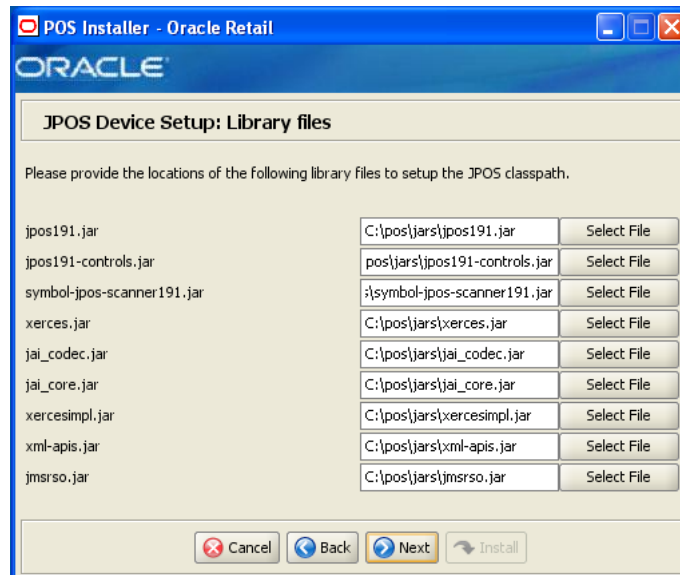 POS Installer - Oracle Retail
ORACLE
JPOS Device Setup: Library files
Please provide the locations of the following library files to setup the JPOS classpath.
jpos191.jar C:\pos\jars\jpos191.jar Select File
jpos191-controls.jar pos\jars\jpos191-controls.jar Select File
symbol-jpos-scanner191.jar \symbol-jpos-scanner191.jar Select File
xerces.jar C:\pos\jars\xerces.jar Select File
jai_codec.jar C:\pos\jars\jai_codec.jar Select File
jai_core.jar C:\pos\jars\jai_core.jar Select File
xercesimpl.jar C:\pos\jars\xercesimpl.jar Select File
xml-apis.jar C:\pos\jars\xml-apis.jar Select File
jmsrso.jar C:\pos\jars\jmsrso.jar Select File
Cancel Back Next Install